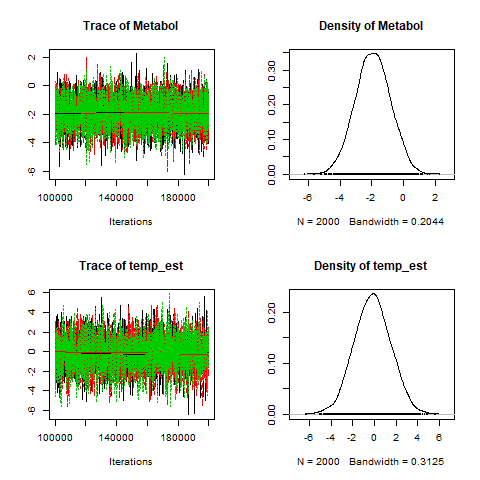 Trace of Metabol
2
0
-2
-4
-6
100000 140000 180000
Iterations
Density of Metabol
0.30
0.20
0.10
0.00
-6 -4 -2 0 2
N = 2000 Bandwidth = 0.2044
Trace of temp_est
6
4
2
0
-2
-4
-6
100000 140000 180000
Iterations
Density of temp_est
0.20
0.10
0.00
-6 -4 -2 0 2 4 6
N = 2000 Bandwidth = 0.3125